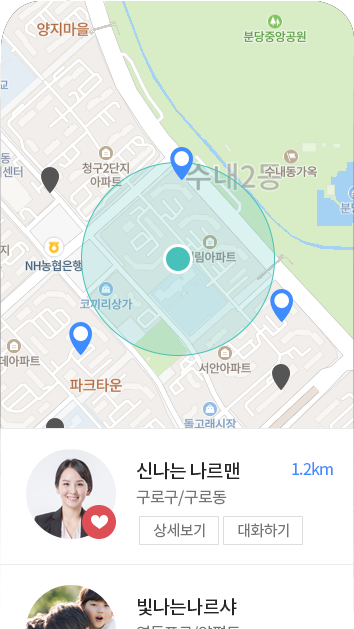 양지마을
분당중앙공원
교
동
센터
청구2단지
아파트
수내2동
수내동가옥
분당
지
림아파트
NH농협은행
코끼리상가
데아파트
파크타운
서안아파트
돌고래시장
신나는 나르맨
1.2km
구로구/구로동
상세보기
대화하기
빛나는나르샤